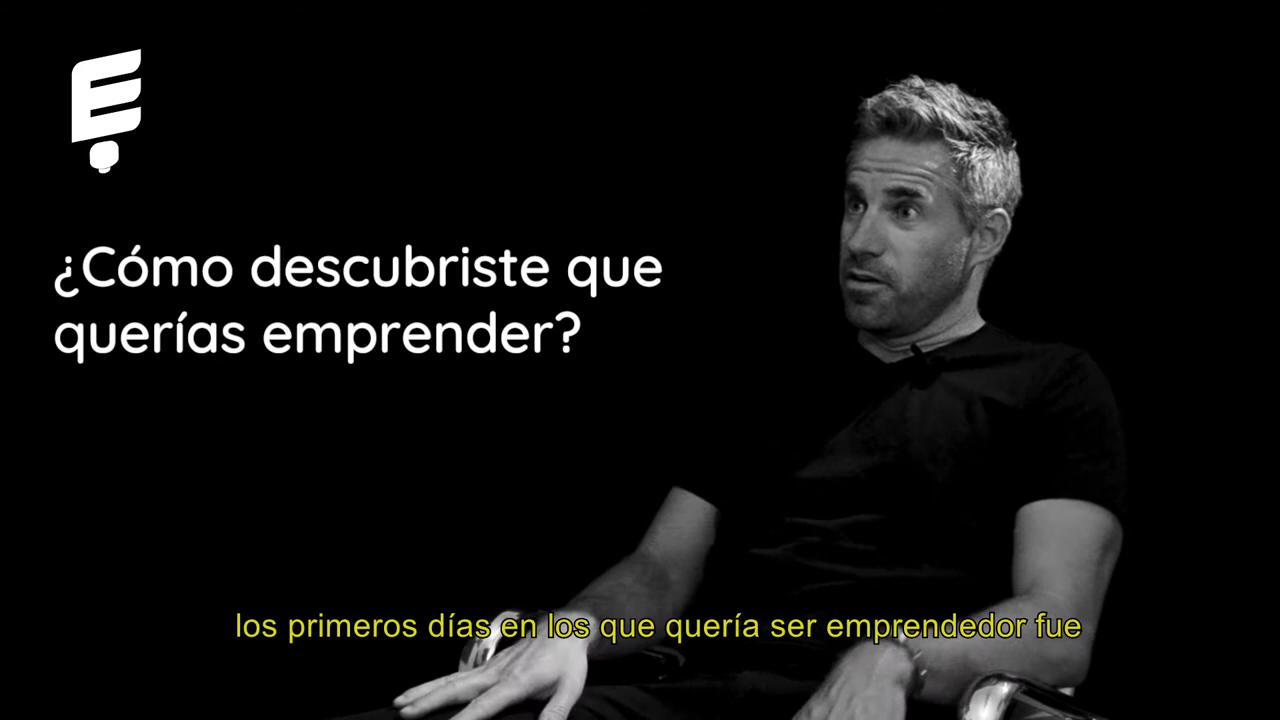 ¿Cómo descubriste que
querías emprender?
los primeros días en los que quería ser emprendedor fue